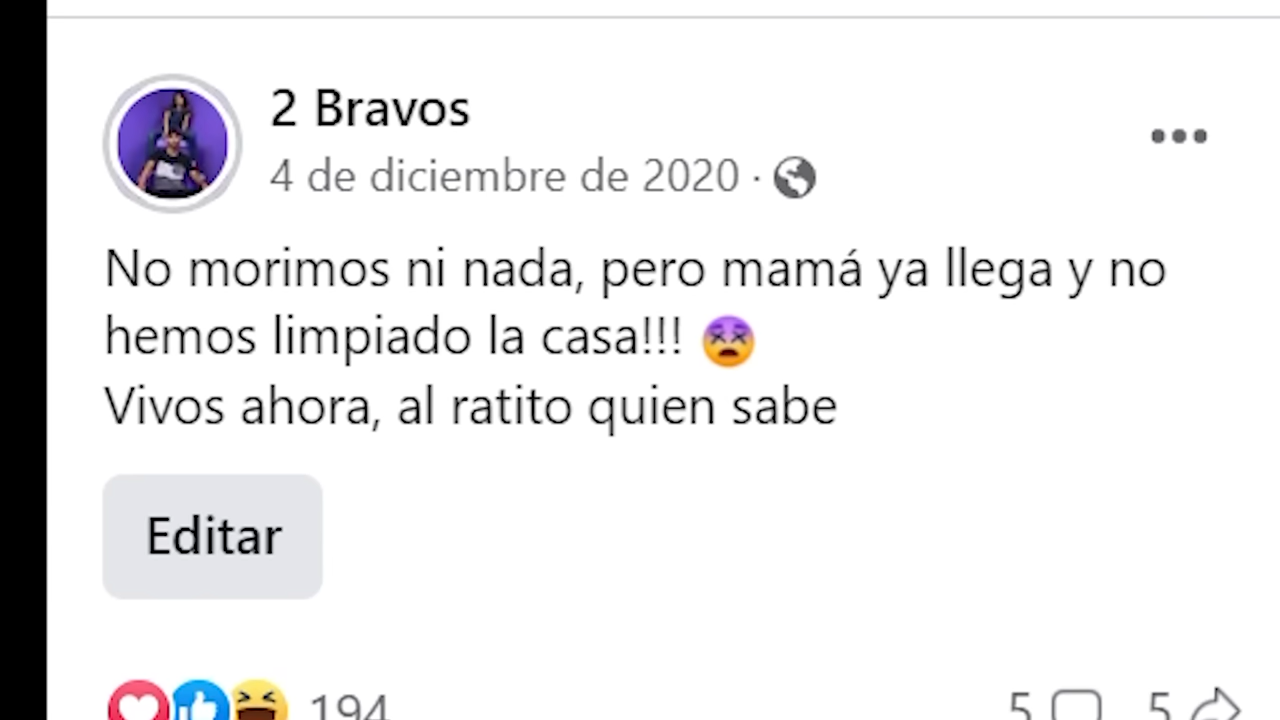 2 Bravos
4 de diciembre de 2020 ·
No morimos ni nada, pero mamá ya llega y no
hemos limpiado la casa!!! 😫
Vivos ahora, al ratito quien sabe
Editar
194 5 5